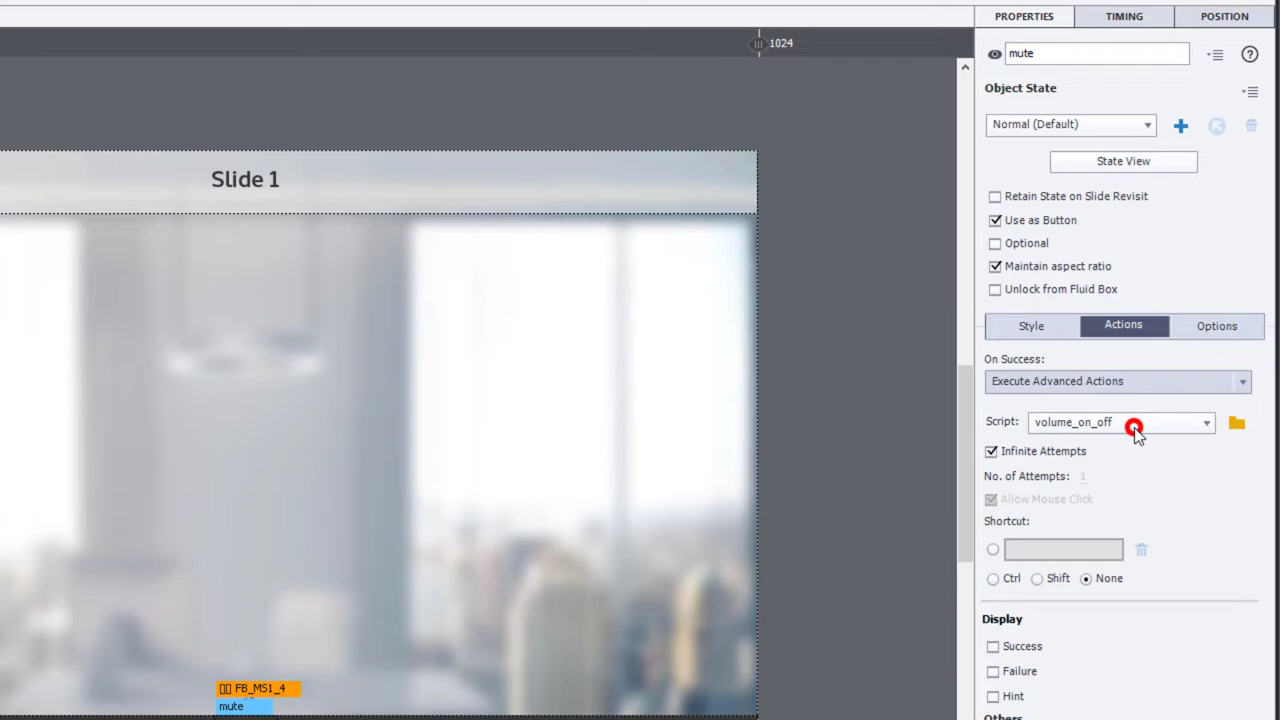 PROPERTIES TIMING POSITION
1024
mute
Object State
Normal (Default)
State View
Slide 1
Retain State on Slide Revisit
Use as Button
Optional
Maintain aspect ratio
Unlock from Fluid Box
Style Actions Options
On Success:
Execute Advanced Actions
Script: volume_on_off
Infinite Attempts
No. of Attempts: 1
Allow Mouse Click
Shortcut:
Ctrl Shift None
Display
Success
Failure
Hint
FB_MS1_4
mute
Others